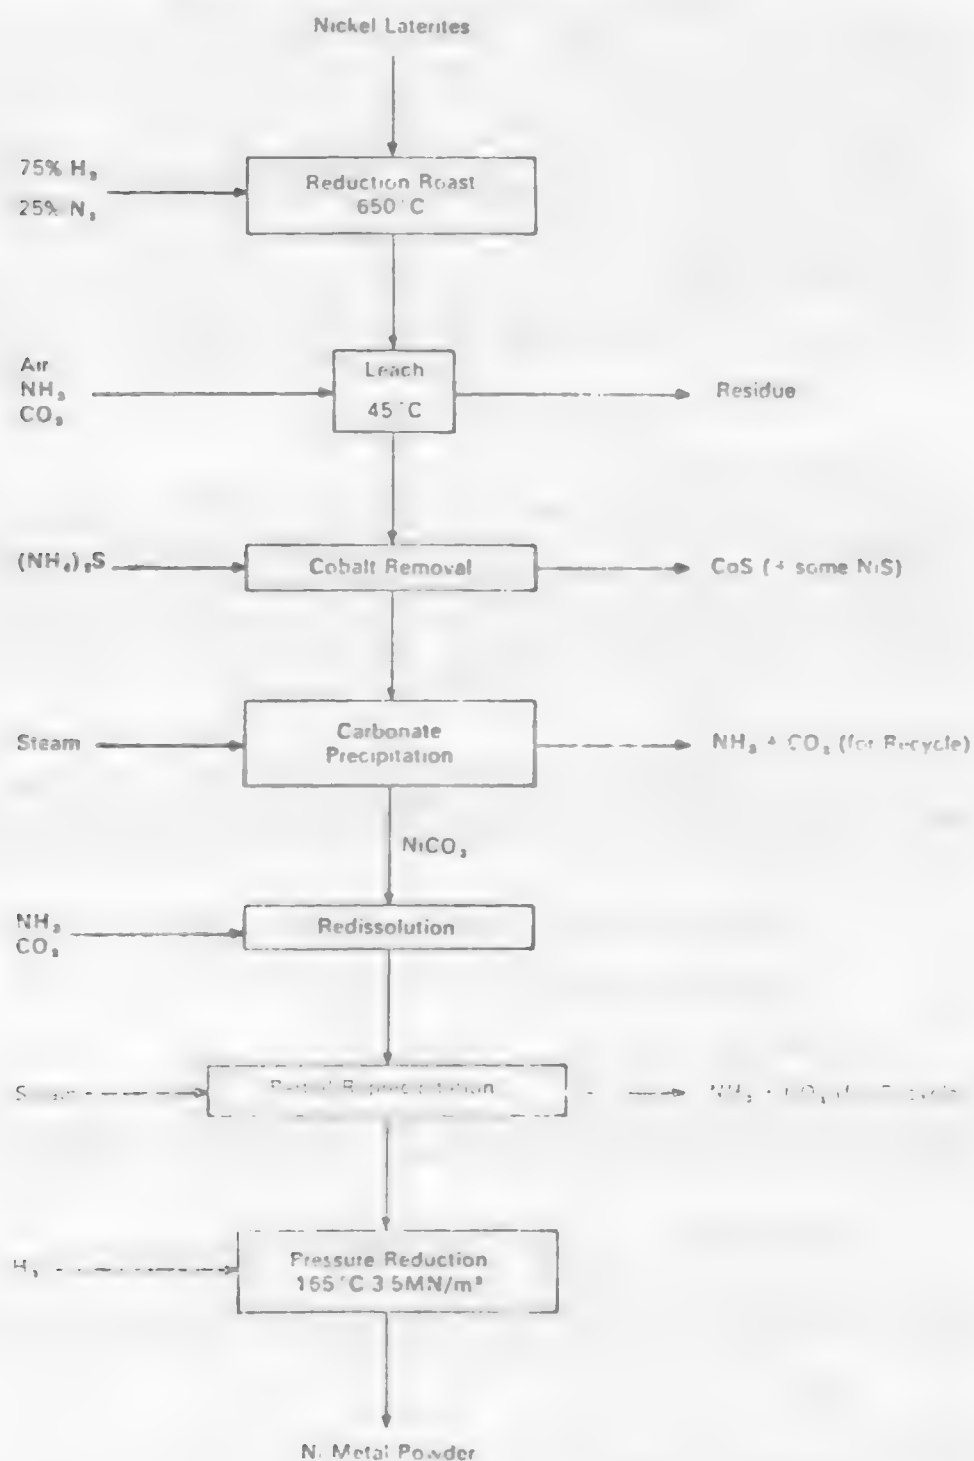 Nickel Laterites
75% H₂
25% N₂
Reduction Roast
650°C
Air
NH₃
CO₂
Leach
45°C
Residue
(NH₄)₂S
Cobalt Removal
CoS (+ some NiS)
Steam
Carbonate
Precipitation
NH₃ + CO₂ (for Recycle)
NiCO₃
NH₃
CO₂
Redissolution
NH₃ + CO₂
H₂
Pressure Reduction
165°C 3.5MN/m²
Ni Metal Powder